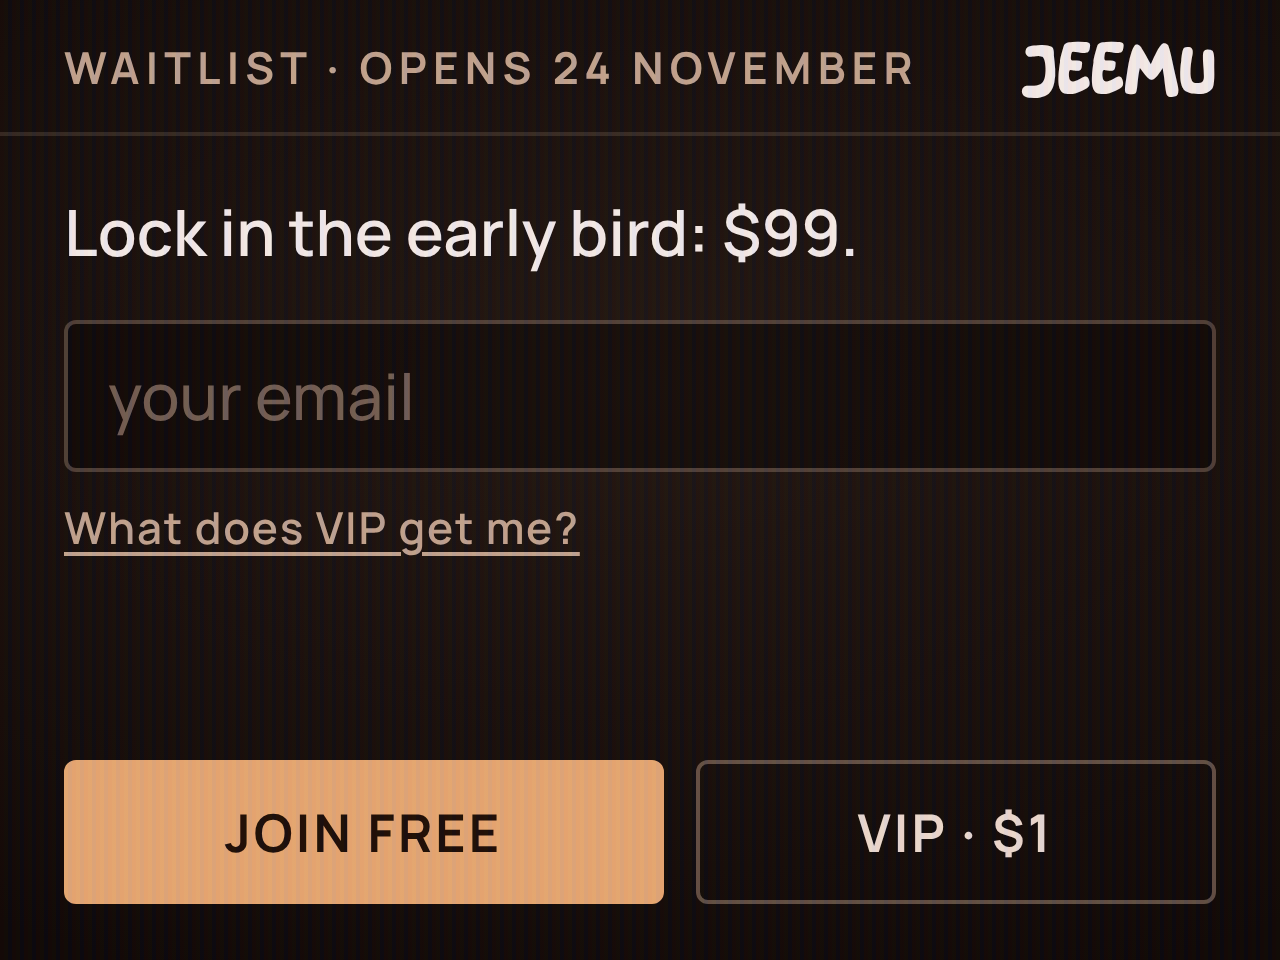 WAITLIST · OPENS 24 NOVEMBER
JEEMU
Lock in the early bird: $99.
your email
What does VIP get me?
JOIN FREE
VIP · $1